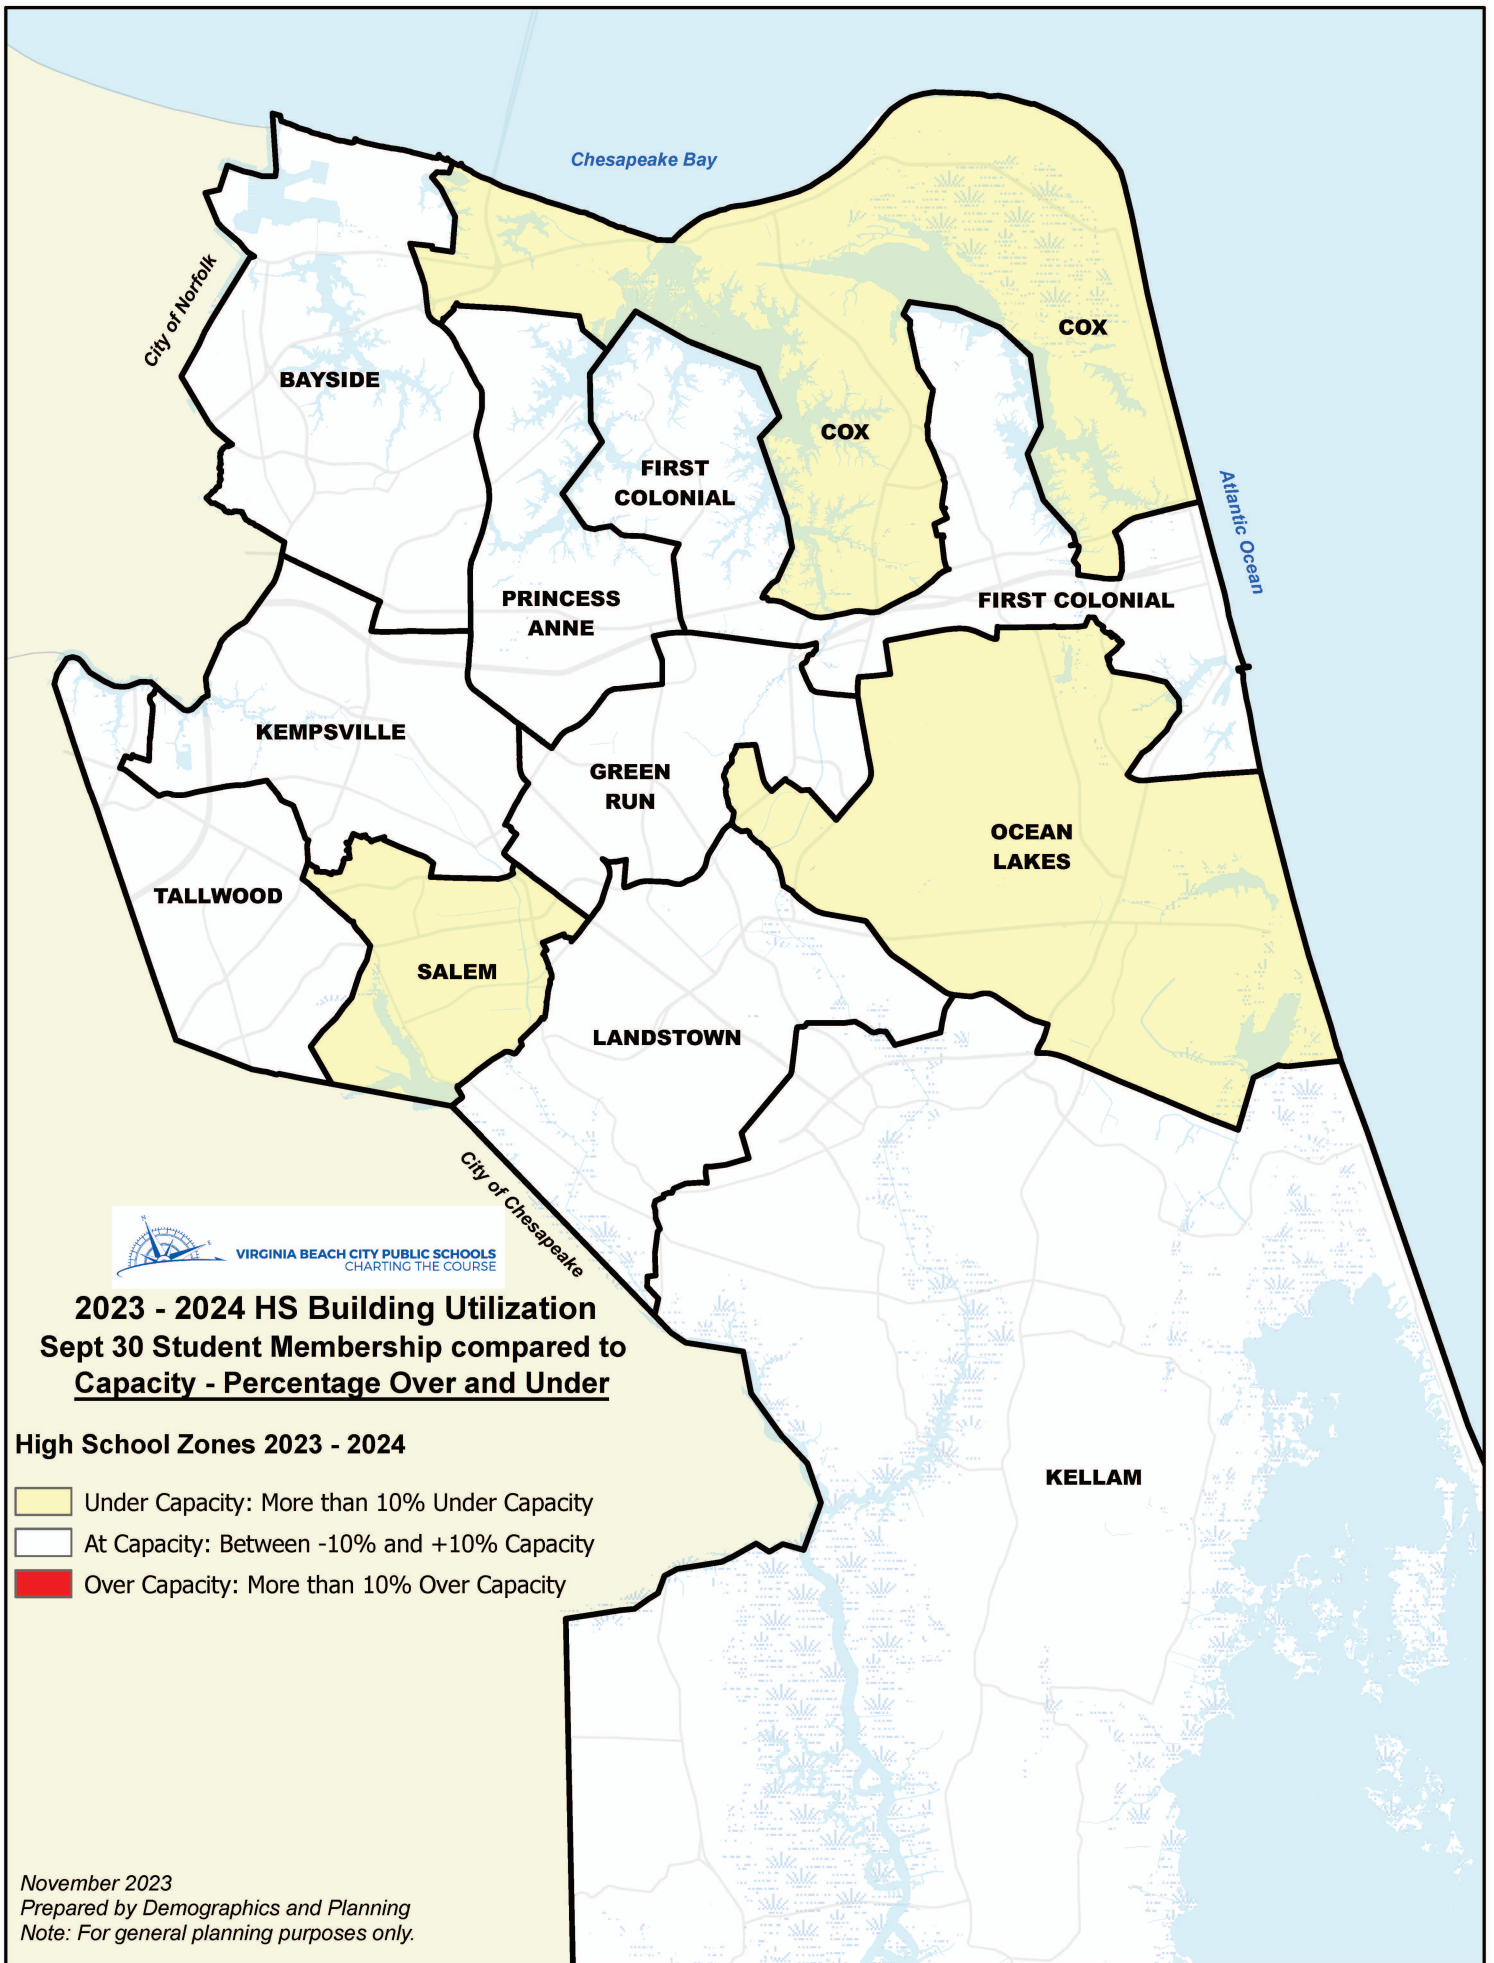 Chesapeake Bay
City of Norfolk
COX
BAYSIDE
COX
FIRST
COLONIAL
Atlantic Ocean
PRINCESS
ANNE
FIRST COLONIAL
KEMPSVILLE
GREEN
RUN
OCEAN
LAKES
TALLWOOD
SALEM
LANDSTOWN
City of Chesapeake
N
E
VIRGINIA BEACH CITY PUBLIC SCHOOLS
CHARTING THE COURSE
2023 - 2024 HS Building Utilization
Sept 30 Student Membership compared to
Capacity - Percentage Over and Under
High School Zones 2023 - 2024
KELLAM
Under Capacity: More than 10% Under Capacity
At Capacity: Between -10% and +10% Capacity
Over Capacity: More than 10% Over Capacity
November 2023
Prepared by Demographics and Planning
Note: For general planning purposes only.